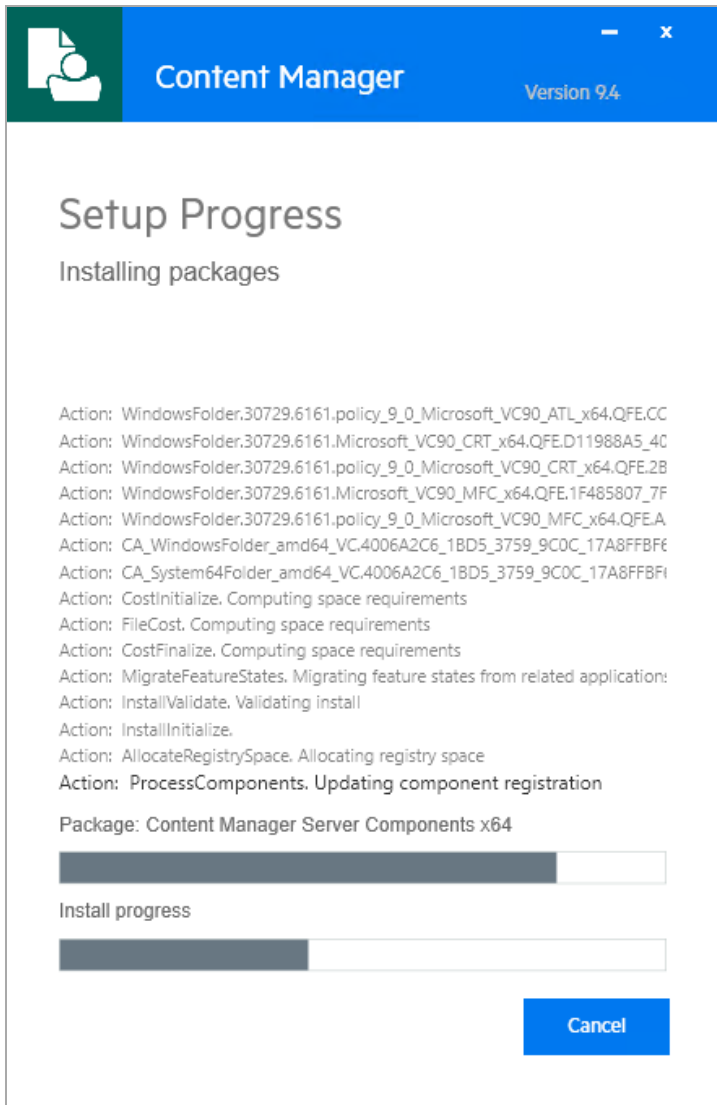 Content Manager
Version 9.4
Setup Progress
Installing packages
Action: WindowsFolder.30729.6161.policy_9_0_Microsoft_VC90_ATL_x64.QFE.CC
Action: WindowsFolder.30729.6161.Microsoft_VC90_CRT_x64.QFE.D11988A5_40
Action: WindowsFolder.30729.6161.policy_9_0_Microsoft_VC90_CRT_x64.QFE.2B
Action: WindowsFolder.30729.6161.Microsoft_VC90_MFC_x64.QFE.1F485807_7F
Action: WindowsFolder.30729.6161.policy_9_0_Microsoft_VC90_MFC_x64.QFE.A
Action: CA_WindowsFolder_amd64_VC.4006A2C6_1BD5_3759_9C0C_17A8FFBF6
Action: CA_System64Folder_amd64_VC.4006A2C6_1BD5_3759_9C0C_17A8FFBF
Action: CostInitialize. Computing space requirements
Action: FileCost. Computing space requirements
Action: CostFinalize. Computing space requirements
Action: MigrateFeatureStates. Migrating feature states from related applications
Action: InstallValidate. Validating install
Action: InstallInitialize.
Action: AllocateRegistrySpace. Allocating registry space
Action: ProcessComponents. Updating component registration
Package: Content Manager Server Components x64
Install progress
Cancel